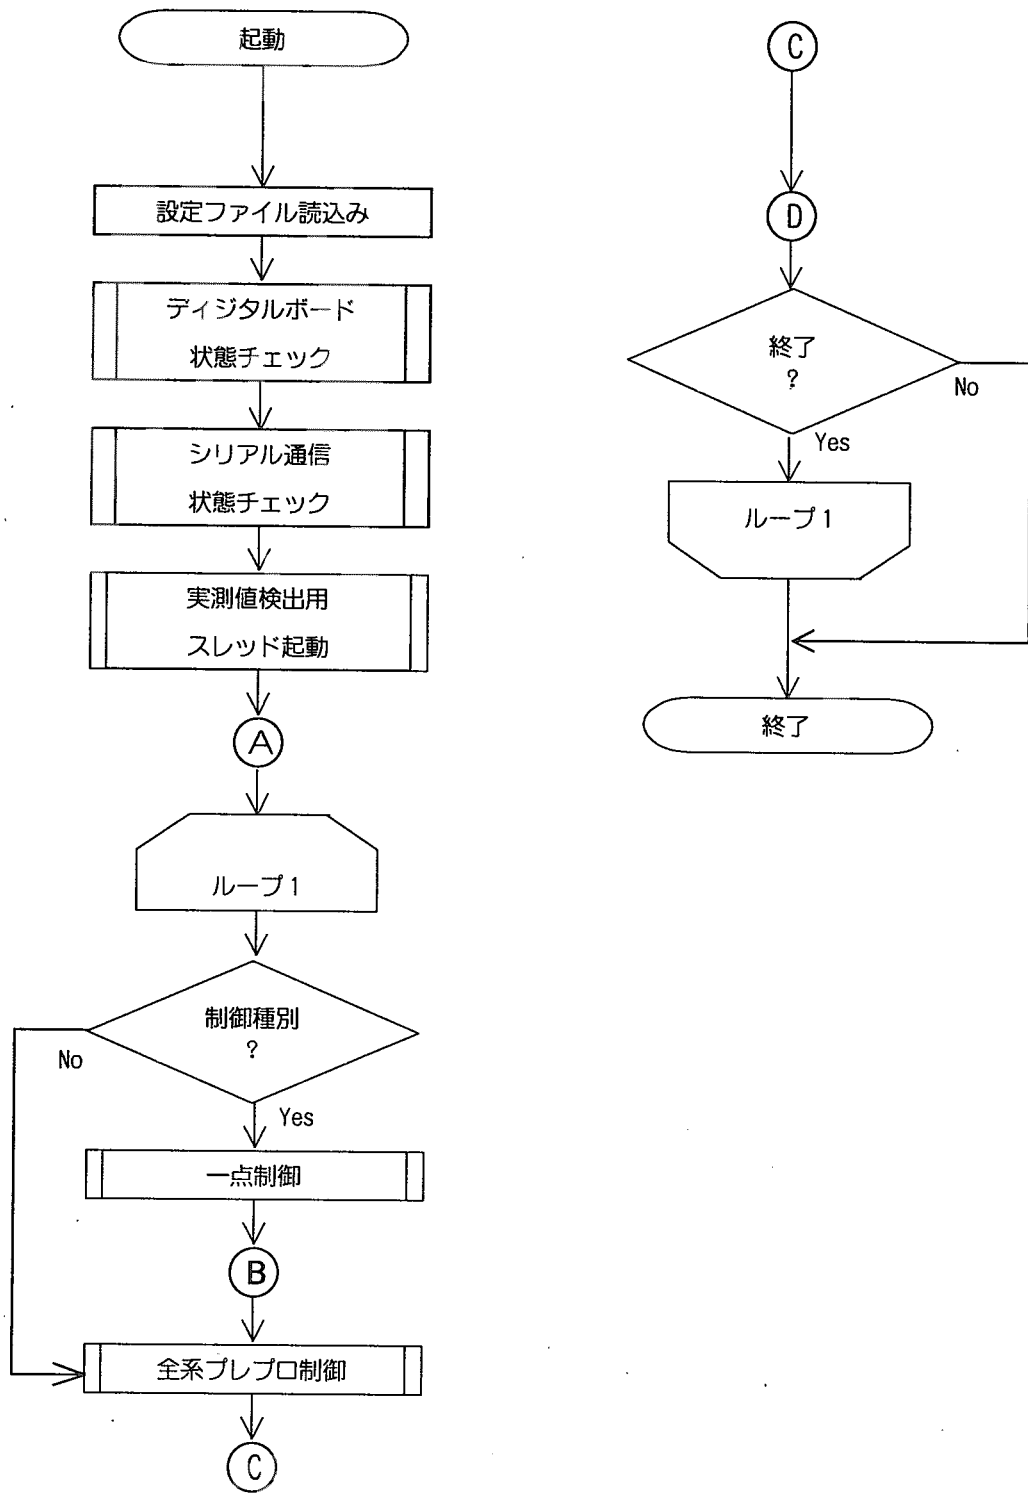 起動
設定ファイル読込み
ディジタルボード
状態チェック
シリアル通信
状態チェック
実測値検出用
スレッド起動
A
ループ1
制御種別
?
No
Yes
一点制御
B
全系プレプロ制御
C
C
D
終了
?
No
Yes
ループ1
終了